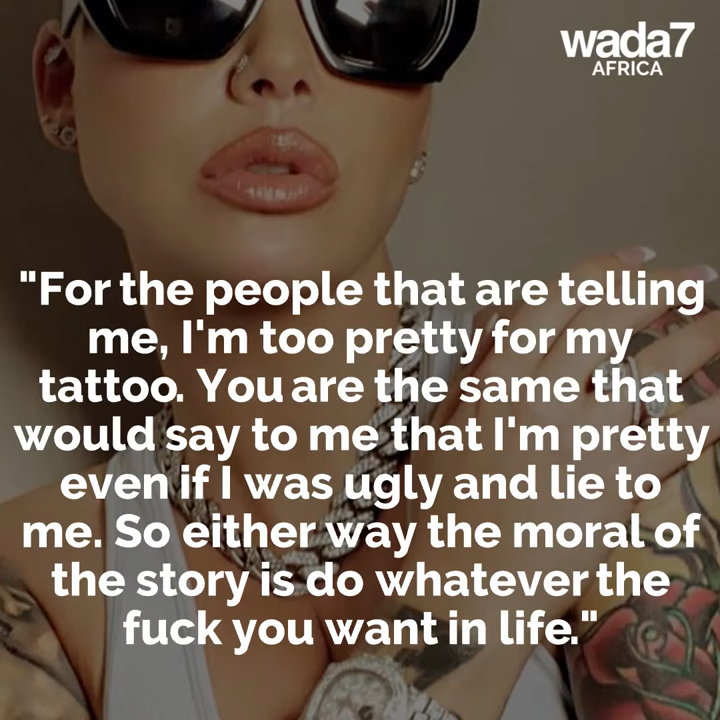 wada7
AFRICA
"For the people that are telling
me, I'm too pretty for my
tattoo. You are the same that
would say to me that I'm pretty
even if I was ugly and lie to
me. So either way the moral of
the story is do whatever the
fuck you want in life."